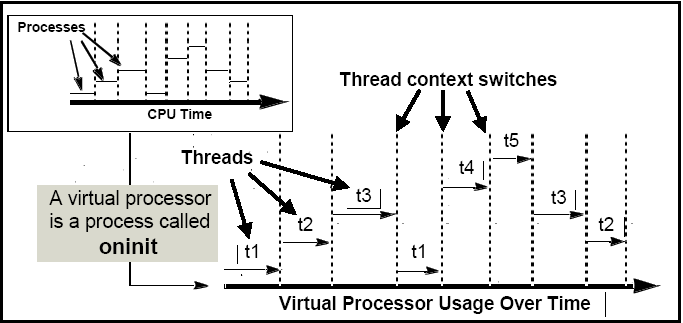 Processes
CPU Time
Thread context switches
Threads
t1
t2
t3
t1
t4
t5
t3
t2
A virtual processor
is a process called
oninit
Virtual Processor Usage Over Time